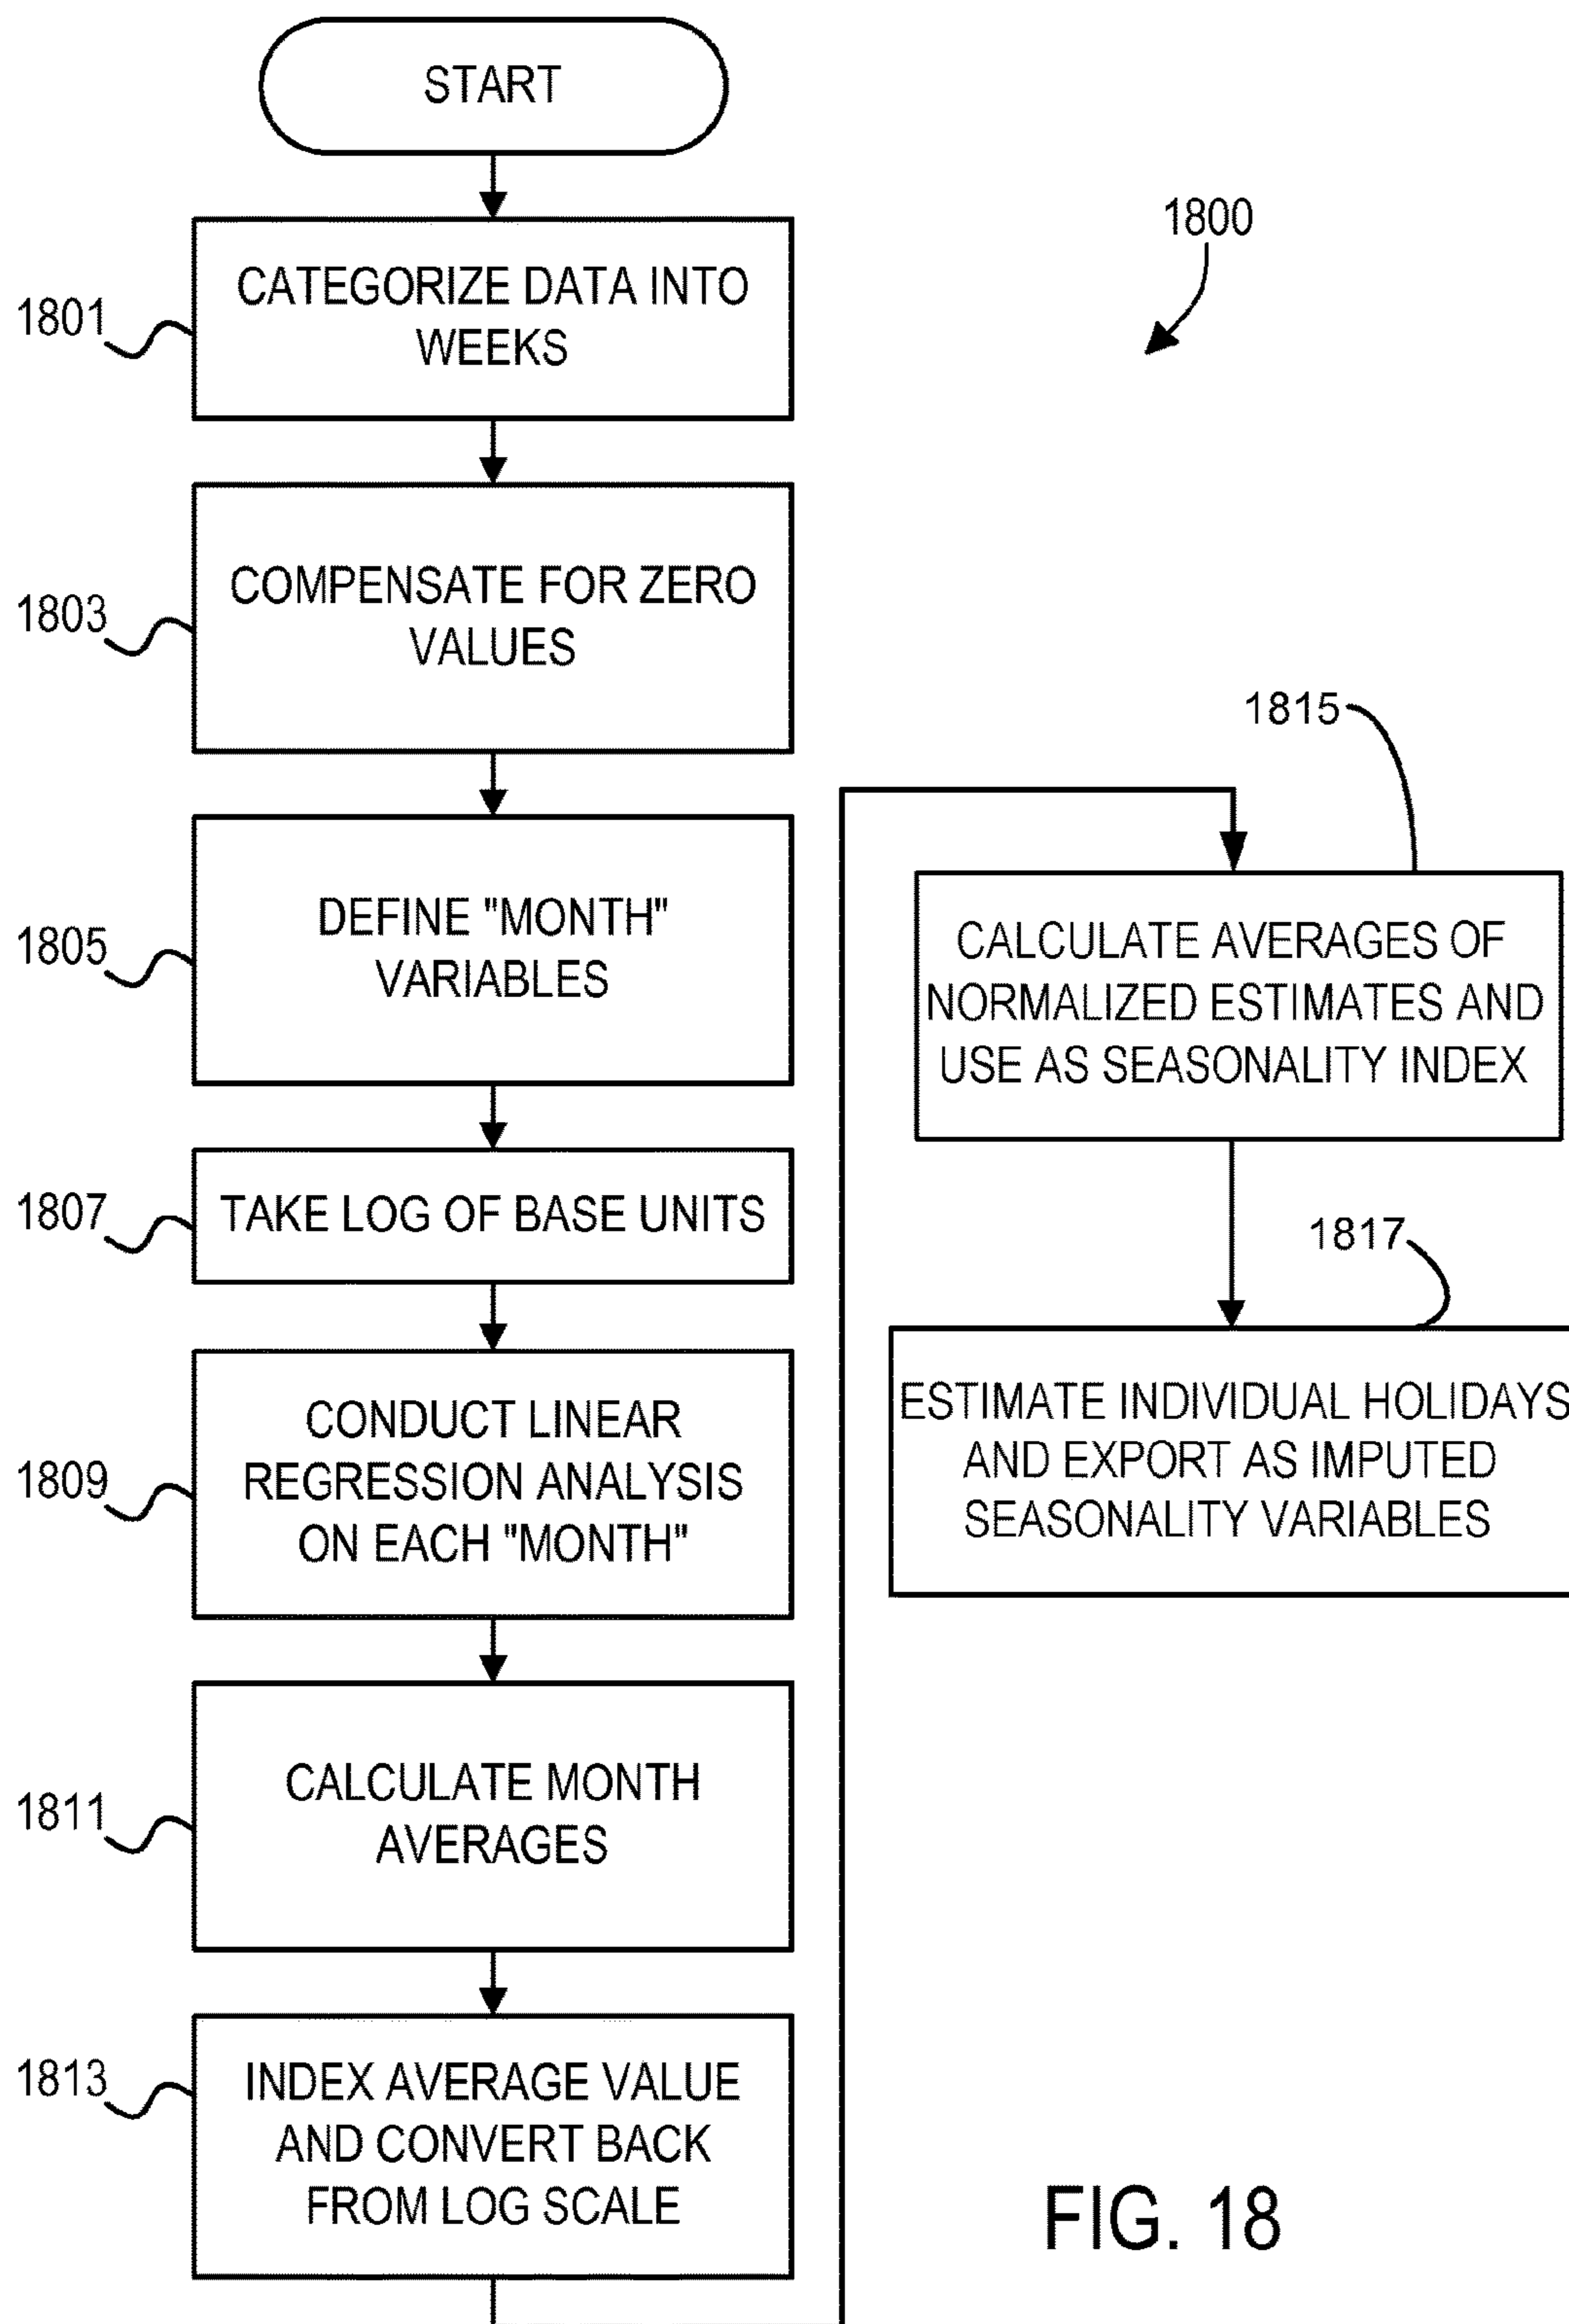 START
1800
1801
CATEGORIZE DATA INTO
WEEKS
1803
COMPENSATE FOR ZERO
VALUES
1805
DEFINE "MONTH"
VARIABLES
1807
TAKE LOG OF BASE UNITS
1809
CONDUCT LINEAR
REGRESSION ANALYSIS
ON EACH "MONTH"
1811
CALCULATE MONTH
AVERAGES
1813
INDEX AVERAGE VALUE
AND CONVERT BACK
FROM LOG SCALE
1815
CALCULATE AVERAGES OF
NORMALIZED ESTIMATES AND
USE AS SEASONALITY INDEX
1817
ESTIMATE INDIVIDUAL HOLIDAYS
AND EXPORT AS IMPUTED
SEASONALITY VARIABLES
FIG. 18